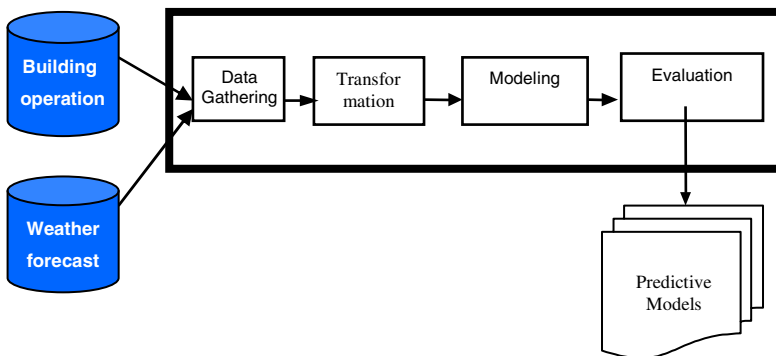 Building
operation
Data
Gathering
Transfor
mation
Modeling
Evaluation
Weather
forecast
Predictive
Models